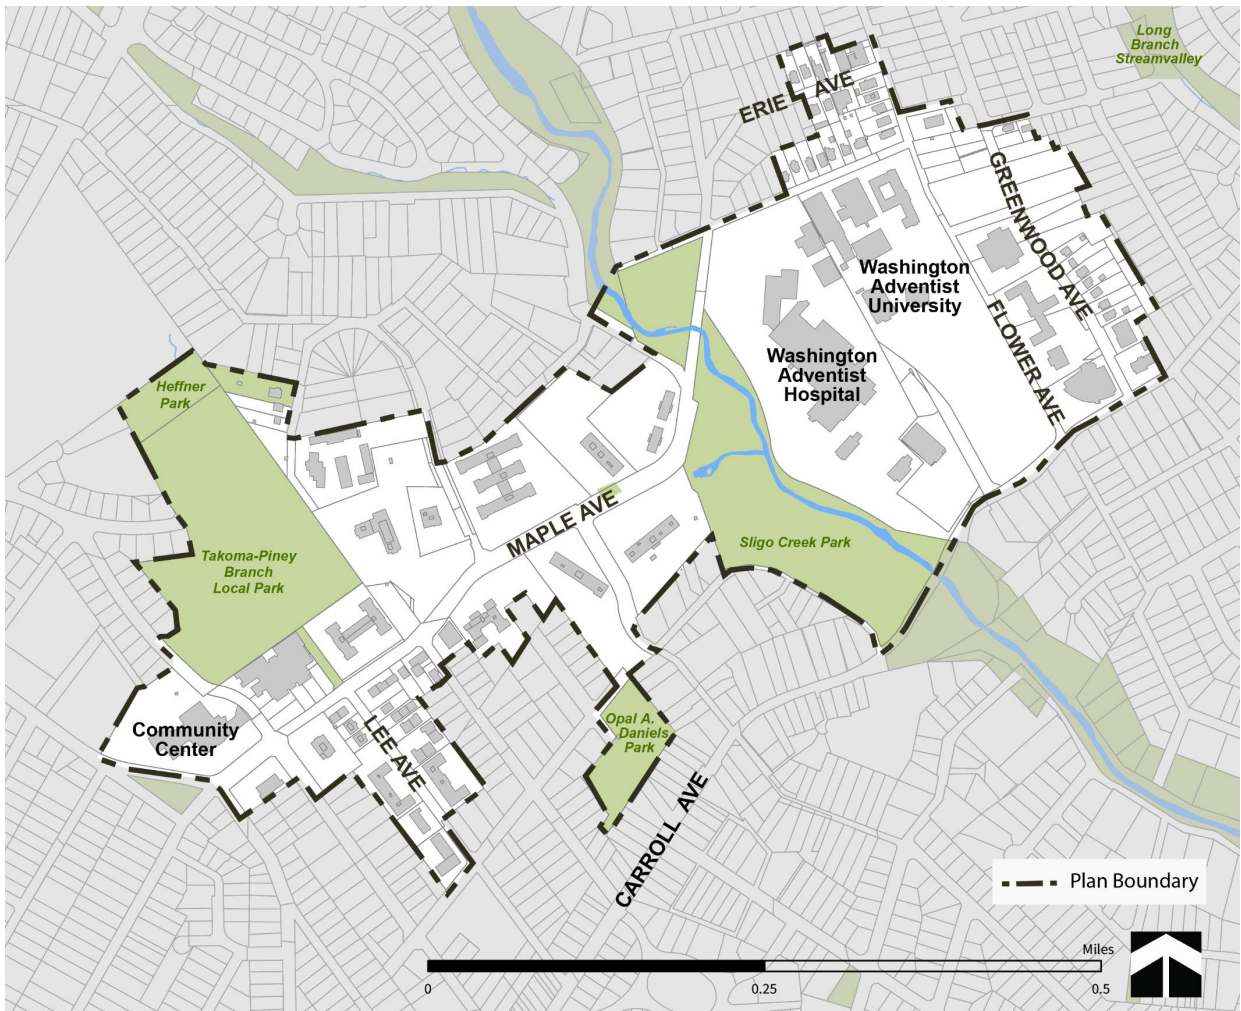 Long
Branch
Streamvalley
ERIE AVE
GREENWOOD AVE
Washington
Adventist
University
FLOWER AVE
Washington
Adventist
Hospital
Heffner
Park
MAPLE AVE
Sligo Creek Park
Takoma-Piney
Branch
Local Park
Opal A.
Daniels
Park
Community
Center
LEE AVE
CARROLL AVE
Plan Boundary
Miles
0
0.25
0.5